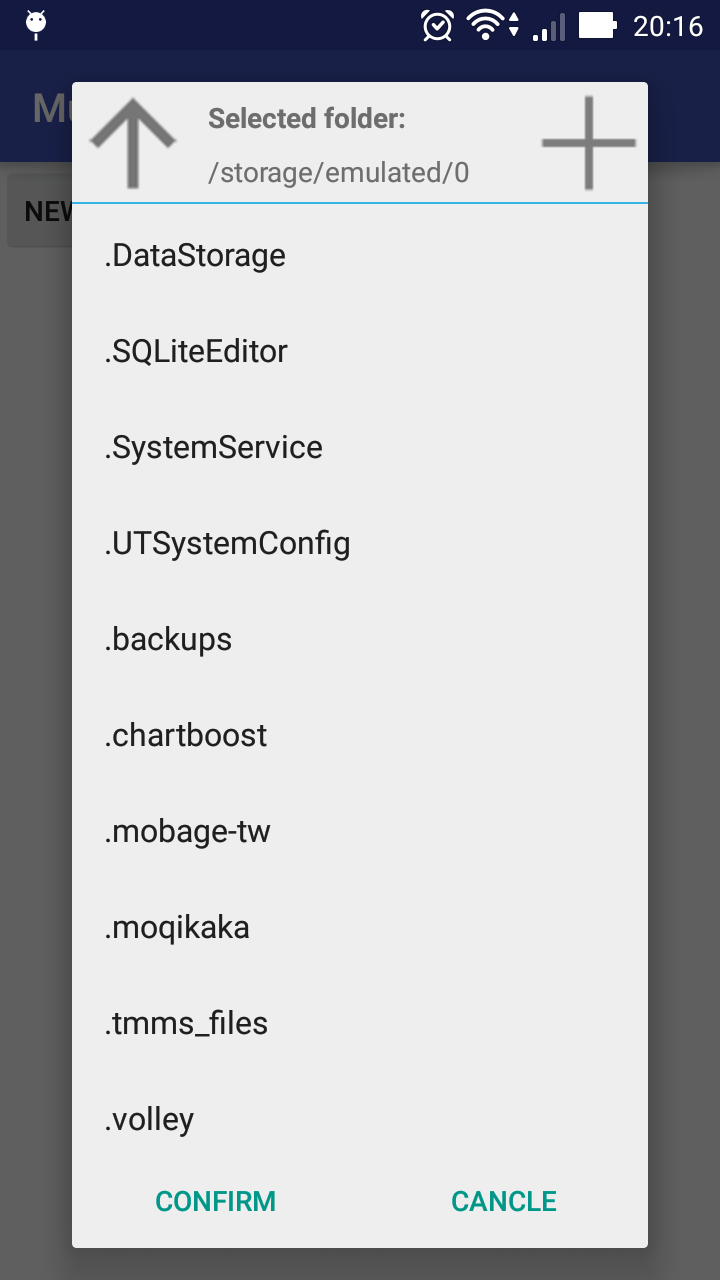 20:16
Mu
Selected folder:
/storage/emulated/0
NEW
.DataStorage
.SQLiteEditor
.SystemService
.UTSystemConfig
.backups
.chartboost
.mobage-tw
.moqikaka
.tmms_files
.volley
CONFIRM
CANCLE